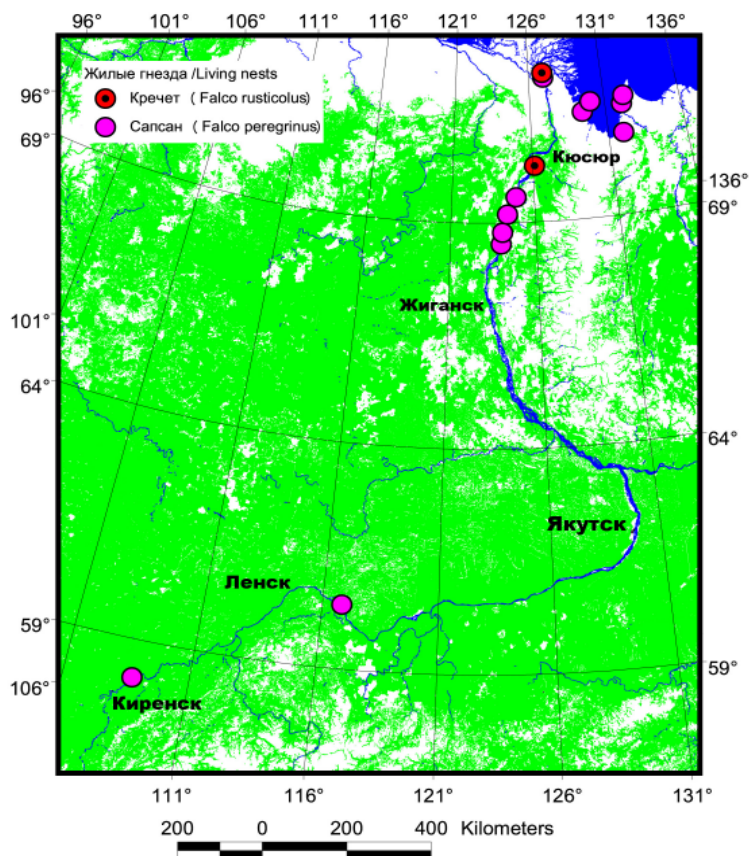 96° 101° 106° 111° 116° 121° 126° 131° 136°
Жилые гнезда /Living nests
Кречет ( Falco rusticolus)
Сапсан ( Falco peregrinus)
96°
69°
Кюсюр
136°
69°
Жиганск
101°
64°
64°
Якутск
Ленск
59°
59°
106°
Киренск
111° 116° 121° 126° 131°
200 0 200 400 Kilometers